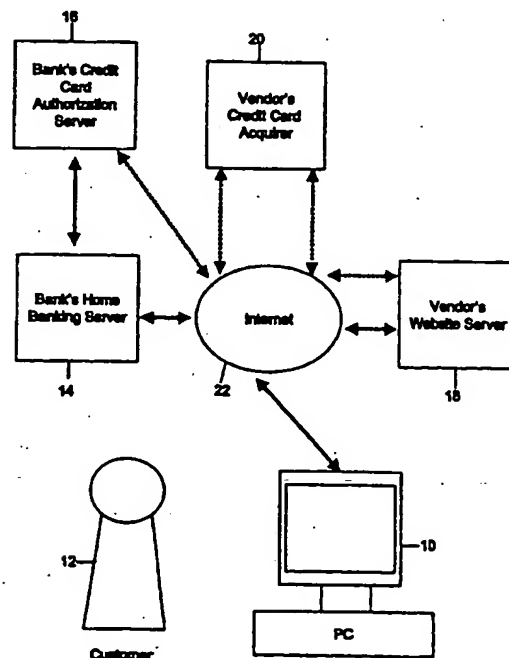 16
20
Bank's Credit
Card
Authorization
Server
Vendor's
Credit Card
Acquirer
Bank's Home
Banking Server
Internet
Vendor's
Website Server
14
22
18
12
10
PC
Customer